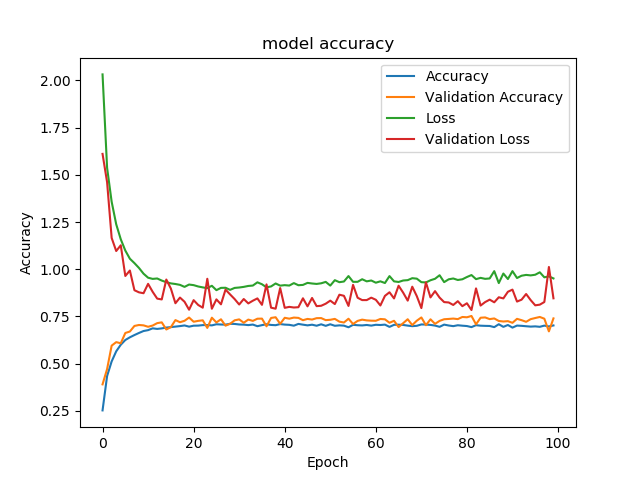 model accuracy
Accuracy
Validation Accuracy
Loss
Validation Loss
2.00
1.75
1.50
1.25
1.00
0.75
0.50
0.25
Accuracy
0
20
40
60
80
100
Epoch